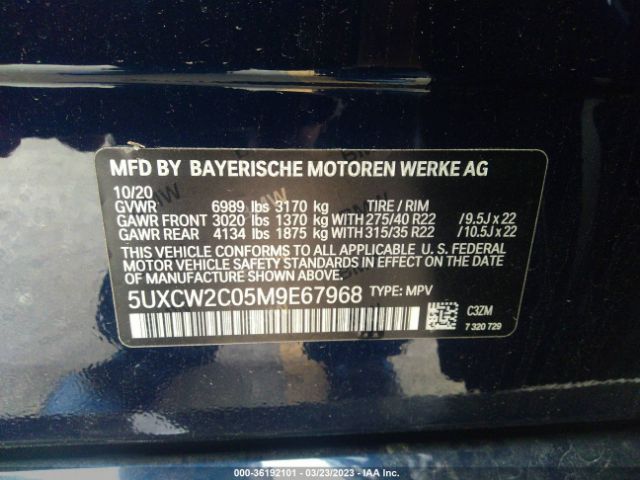 MFD BY BAYERISCHE MOTOREN WERKE AG
10/20
GVWR 6989 lbs 3170 kg TIRE / RIM
GAWR FRONT 3020 lbs 1370 kg WITH 275/40 R22 / 9.5J x 22
GAWR REAR 4134 lbs 1875 kg WITH 315/35 R22 / 10.5J x 22
THIS VEHICLE CONFORMS TO ALL APPLICABLE U. S. FEDERAL
MOTOR VEHICLE SAFETY STANDARDS IN EFFECT ON THE DATE OF
MANUFACTURE SHOWN ABOVE.
5UXCW2C05M9E67968 TYPE: MPV
C3ZM
7 320 729
000-36192101 - 03/23/2023 - IAA Inc.